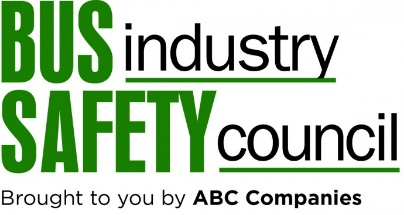 BUS industry
SAFETY council
Brought to you by ABC Companies